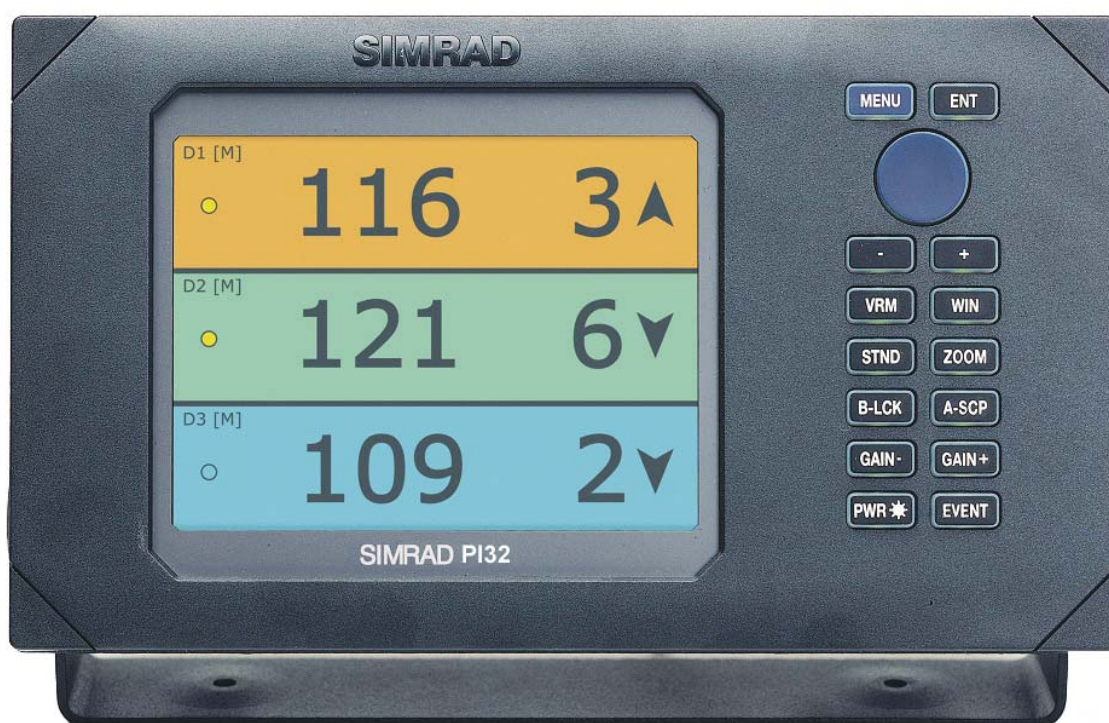 SIMRAD
MENU ENT
D1 [M]
116 3
- +
D2 [M]
121 6
VRM WIN
STND ZOOM
D3 [M]
109 2
B-LCK A-SCP
GAIN- GAIN+
PWR EVENT
SIMRAD PI32